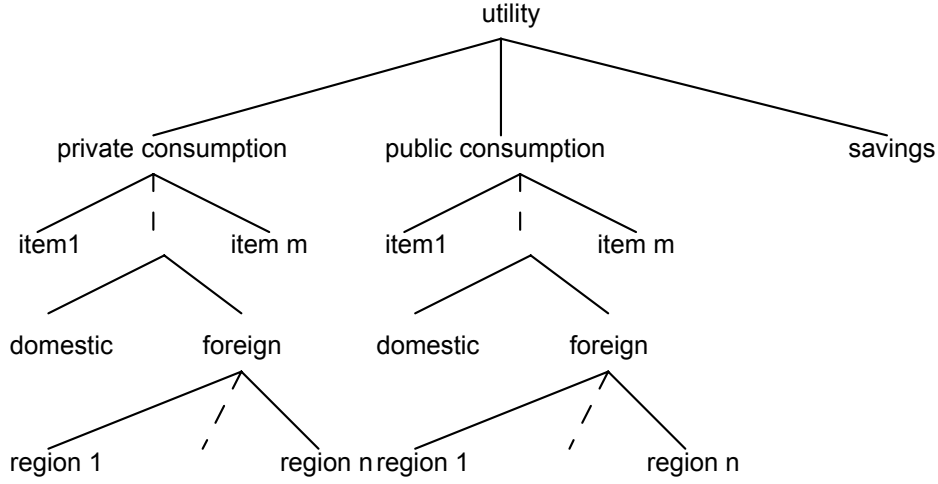 utility
private consumption
public consumption
savings
item1
item m
item1
item m
domestic
foreign
domestic
foreign
region 1
region n
region 1
region n